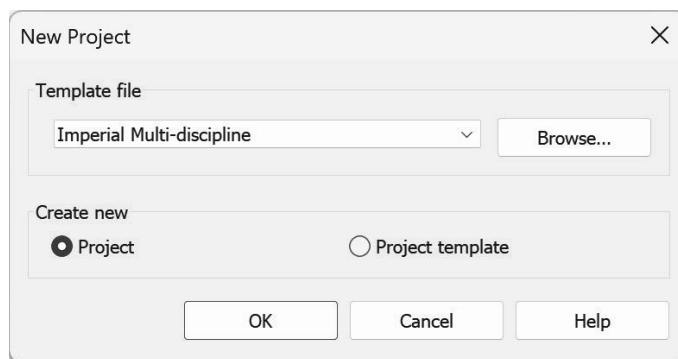 New Project
Template file
Imperial Multi-discipline
Browse...
Create new
Project
Project template
OK
Cancel
Help